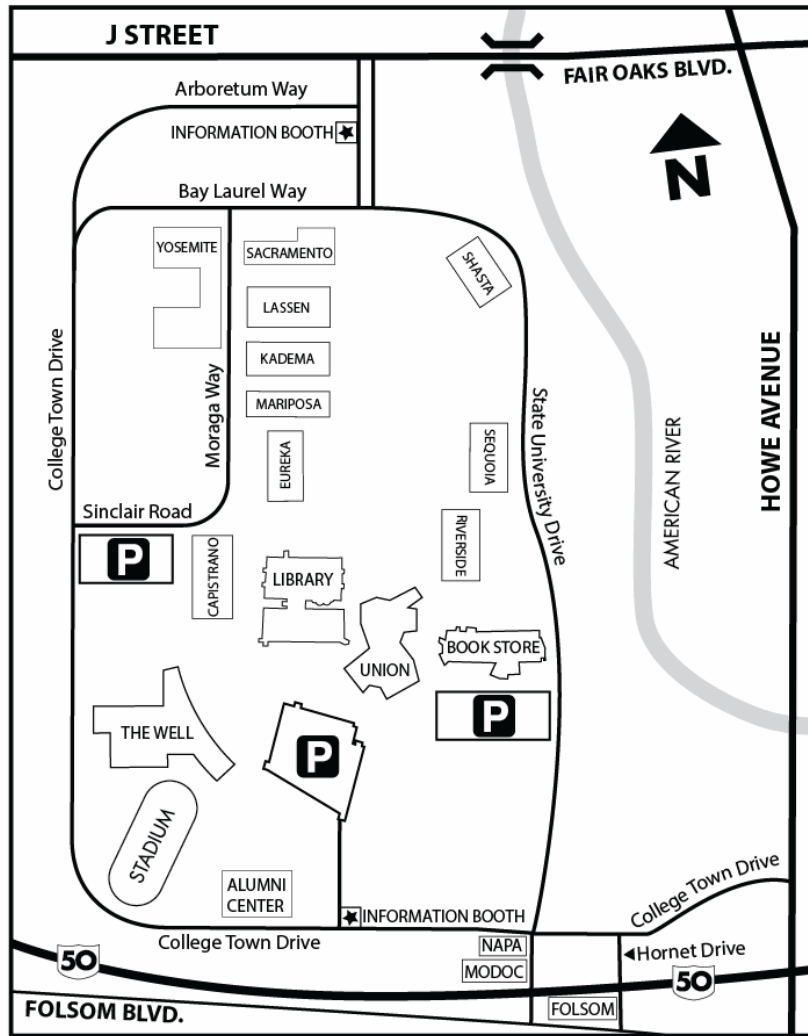 J STREET
FAIR OAKS BLVD.
Arboretum Way
INFORMATION BOOTH
N
Bay Laurel Way
YOSEMITE
SACRAMENTO
SHASTA
LASSEN
KADEMA
MARIPOSA
College Town Drive
Moraga Way
EUREKA
SEQUOIA
State University Drive
AMERICAN RIVER
HOWE AVENUE
Sinclair Road
P
CAPISTRANO
LIBRARY
RIVERSIDE
UNION
BOOK STORE
P
THE WELL
P
STADIUM
ALUMNI
CENTER
INFORMATION BOOTH
College Town Drive
College Town Drive
NAPA
MODOC
Hornet Drive
50
50
FOLSOM
FOLSOM BLVD.